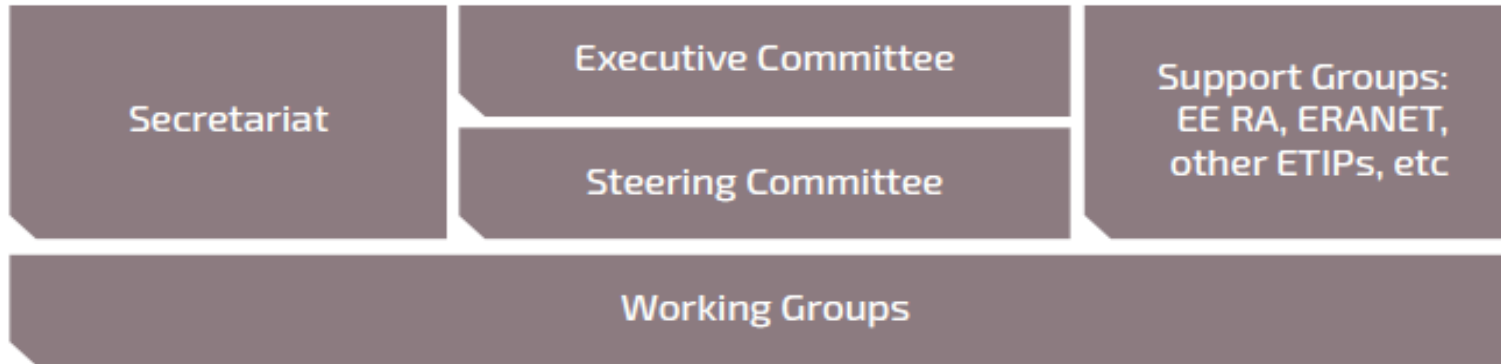 Secretariat
Executive Committee
Steering Committee
Support Groups:
EE RA, ERANET,
other ETIPs, etc
Working Groups